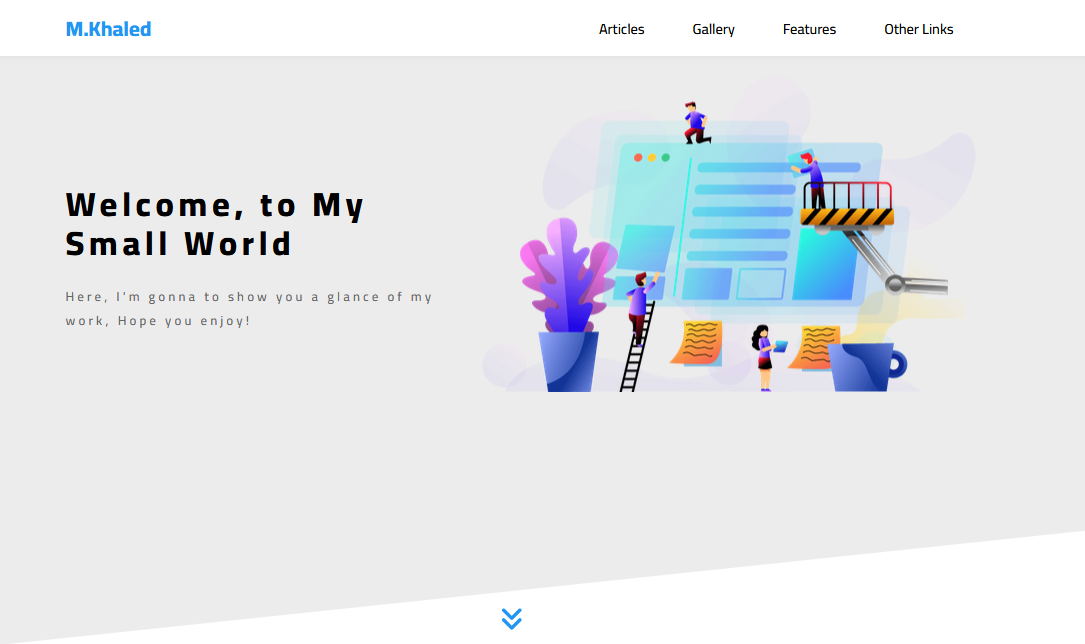 M.Khaled
Articles Gallery Features Other Links
Welcome, to My
Small World
Here, I'm gonna to show you a glance of my
work, Hope you enjoy!